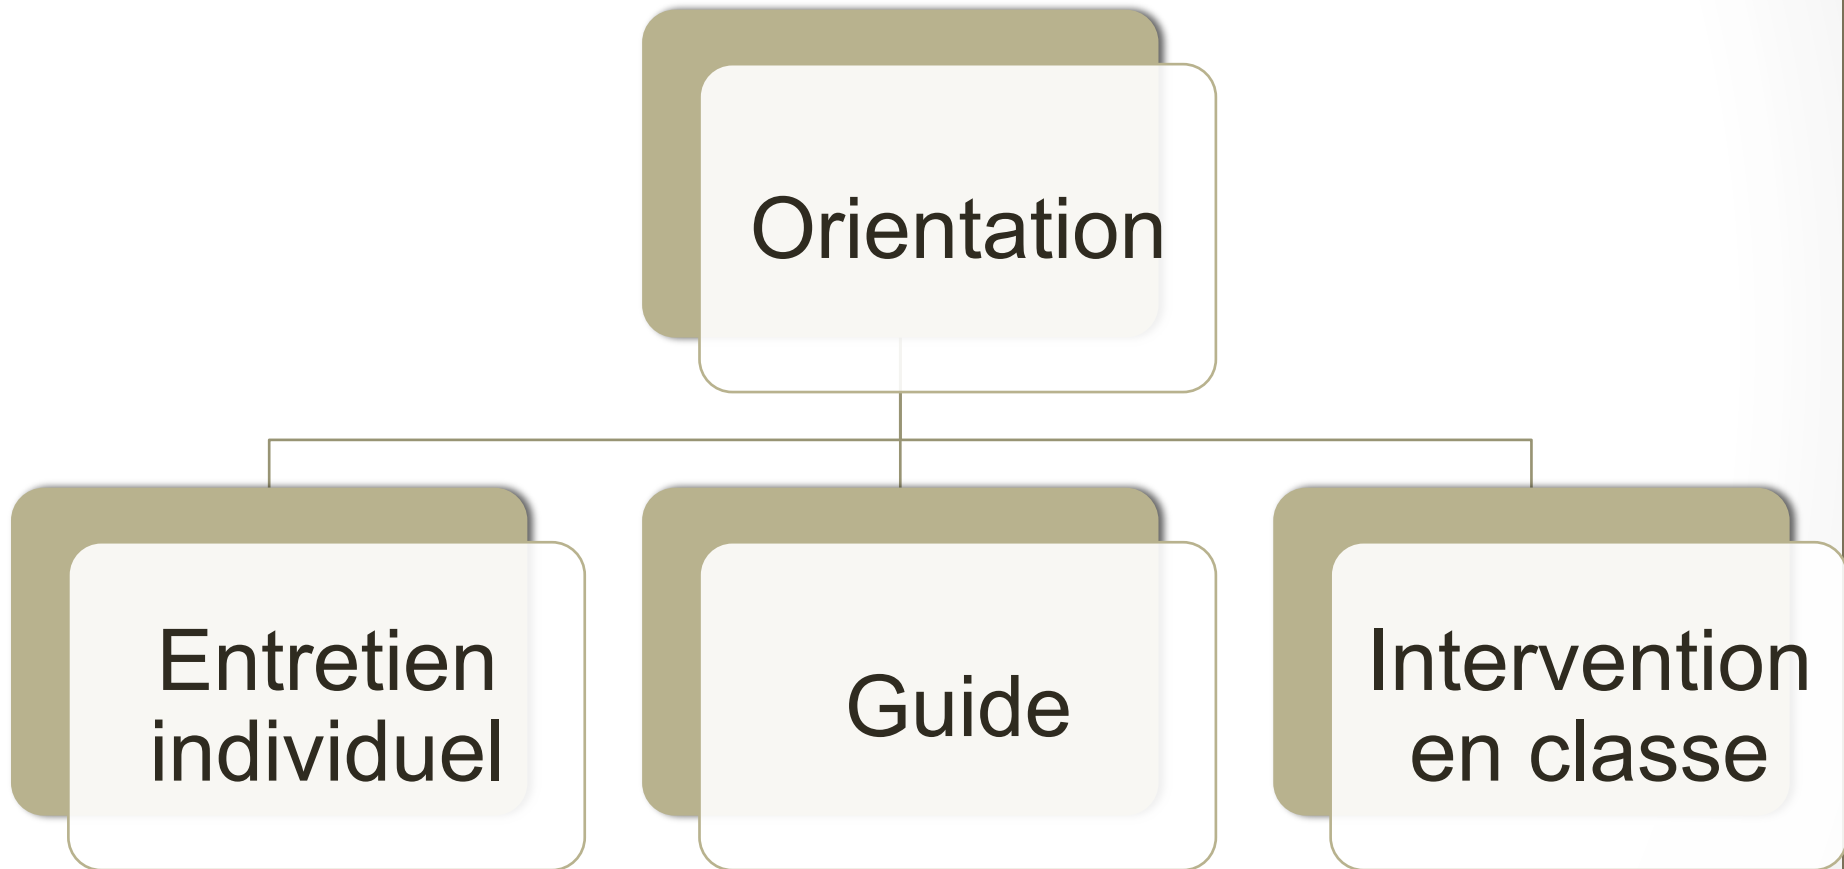 Orientation
Entretien
individuel
Guide
Intervention
en classe